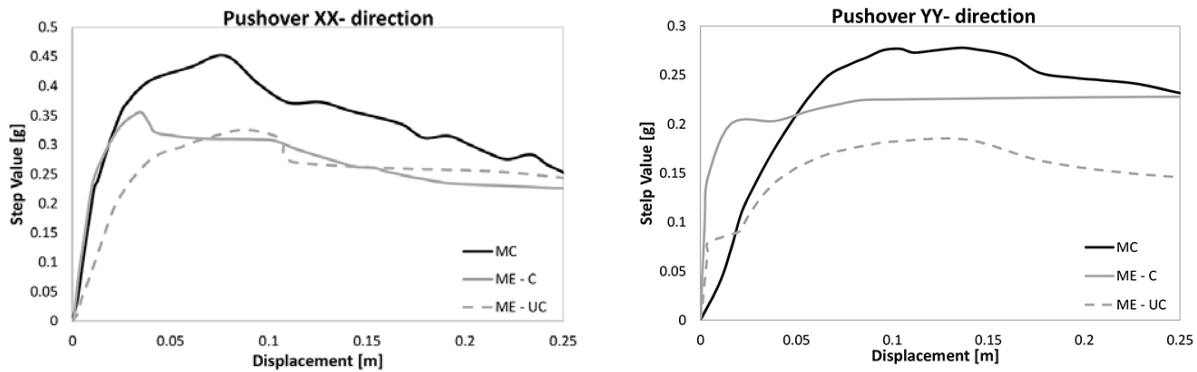 Pushover XX- direction
Step Value [g]
0.5
0.45
0.4
0.35
0.3
0.25
0.2
0.15
0.1
0.05
0
0 0.05 0.1 0.15 0.2 0.25
Displacement [m]
MC
ME - C
ME - UC
Pushover YY- direction
Stelp Value [g]
0.3
0.25
0.2
0.15
0.1
0.05
0
0 0.05 0.1 0.15 0.2 0.25
Displacement [m]
MC
ME - C
ME - UC